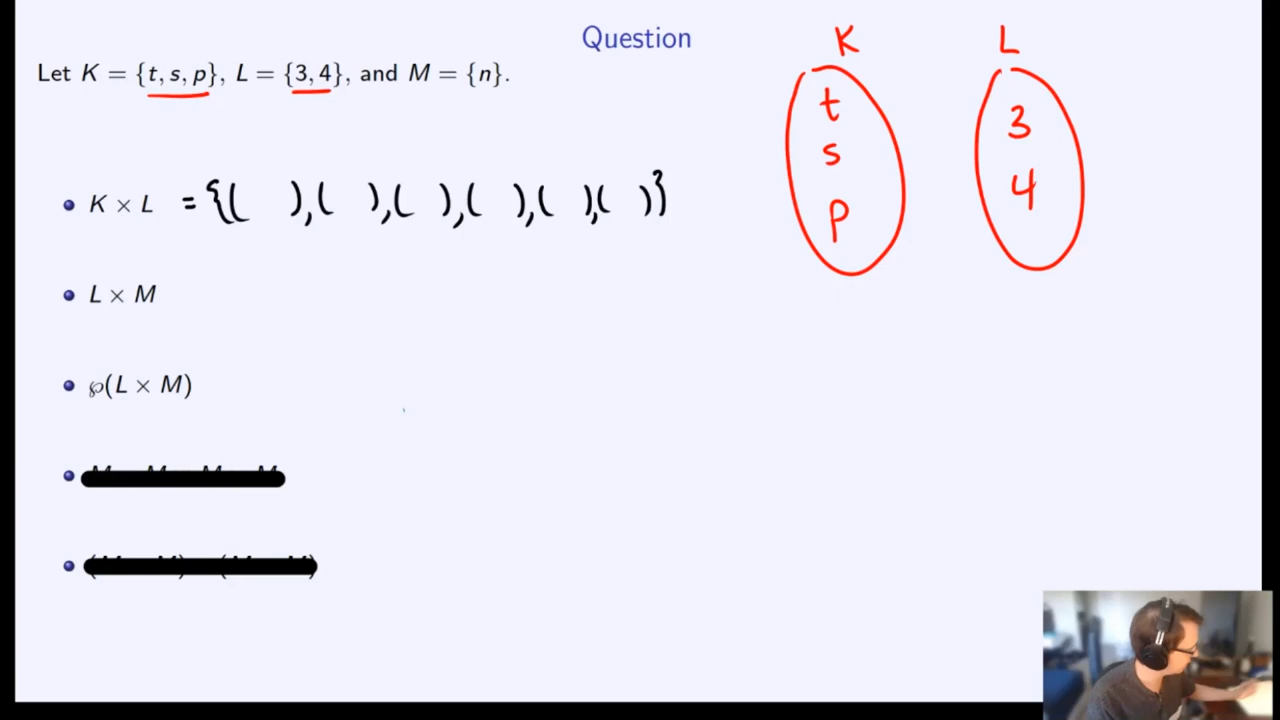 Question
Let K = {t, s, p}, L = {3, 4}, and M = {n}.
K × L = {( ),( ),( ),( ),( ),( )}
L × M
℘(L × M)
K L
t 3
s 4
p